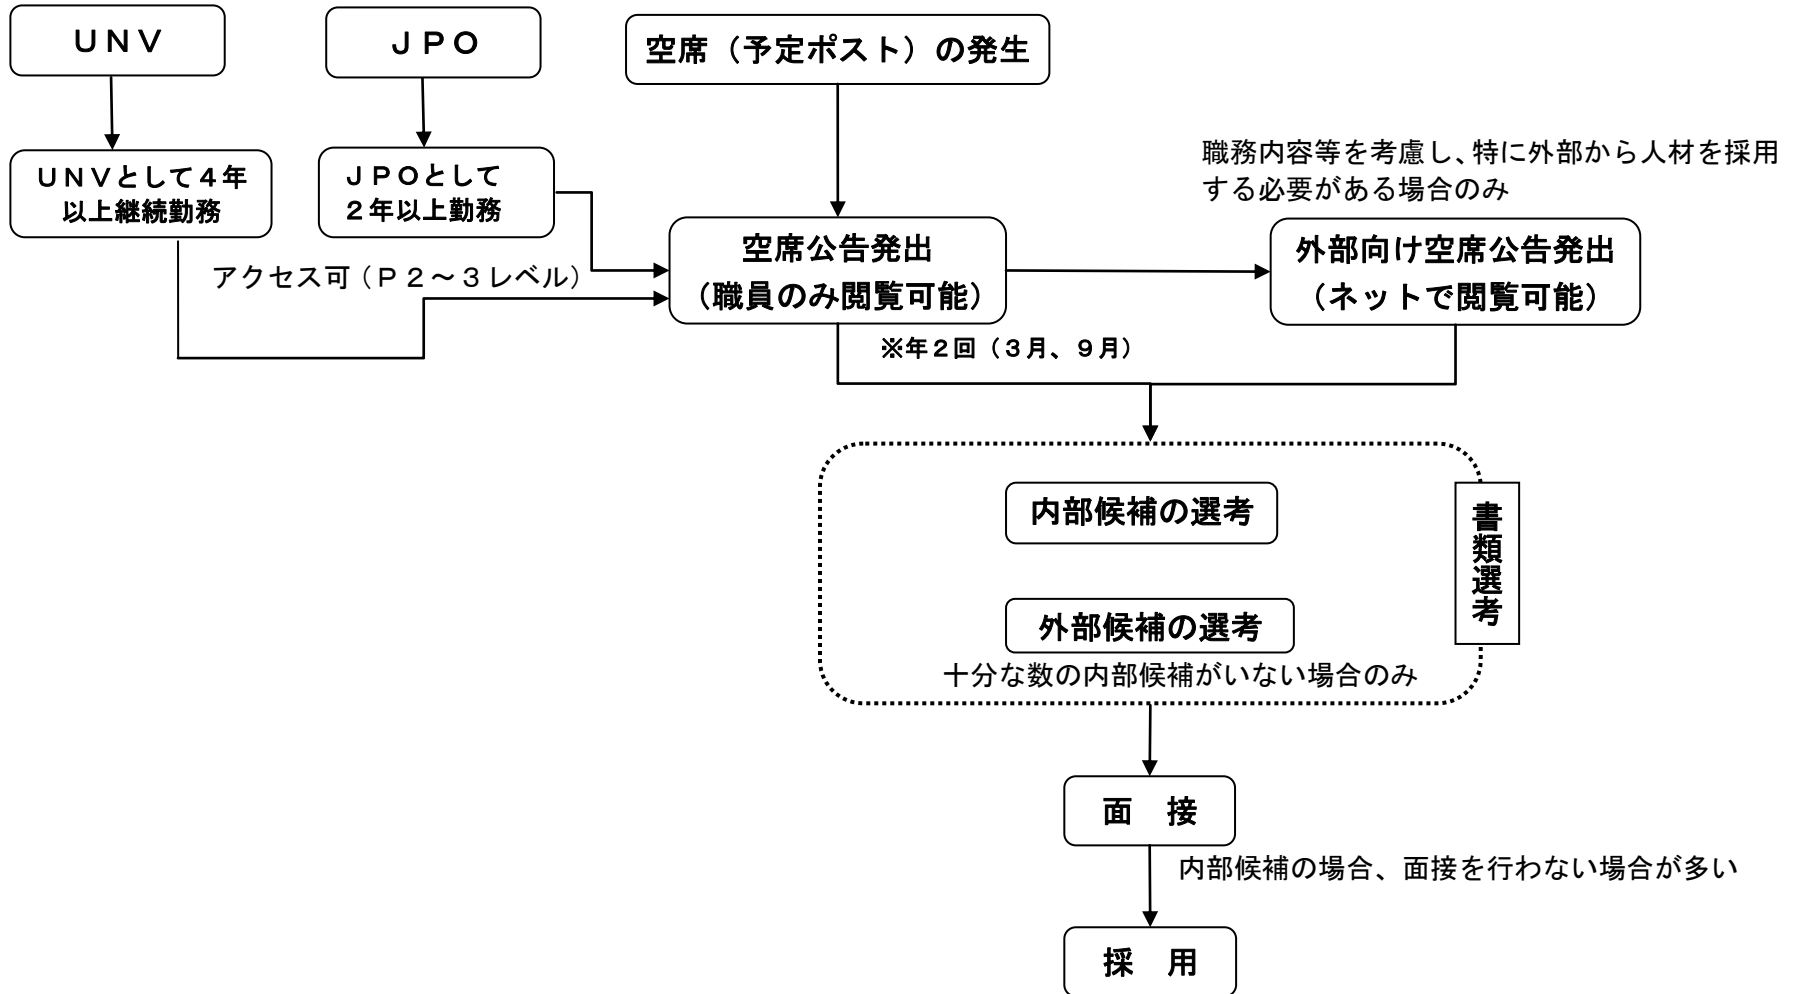 ＵＮＶ
ＪＰＯ
空席（予定ポスト）の発生
ＵＮＶとして４年
以上継続勤務
ＪＰＯとして
２年以上勤務
職務内容等を考慮し、特に外部から人材を採用
する必要がある場合のみ
アクセス可（Ｐ２～３レベル）
空席公告発出
（職員のみ閲覧可能）
外部向け空席公告発出
（ネットで閲覧可能）
※年２回（３月、９月）
内部候補の選考
書類選考
外部候補の選考
十分な数の内部候補がいない場合のみ
面　接
内部候補の場合、面接を行わない場合が多い
採　用